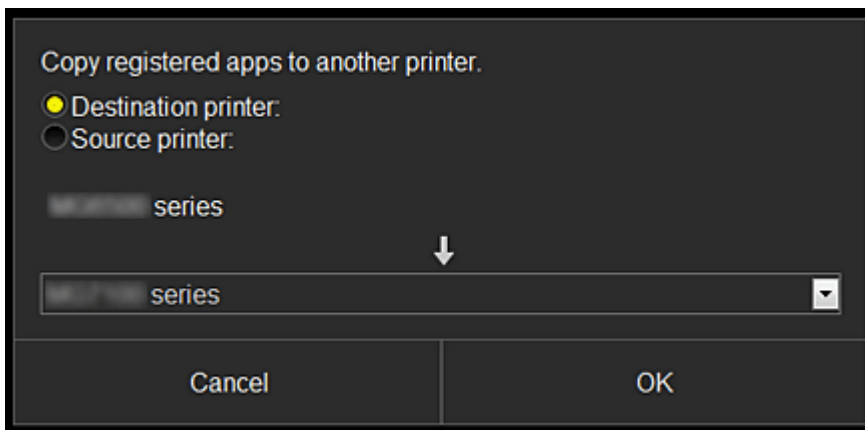 Copy registered apps to another printer.
Destination printer:
Source printer:
series
series
Cancel
OK